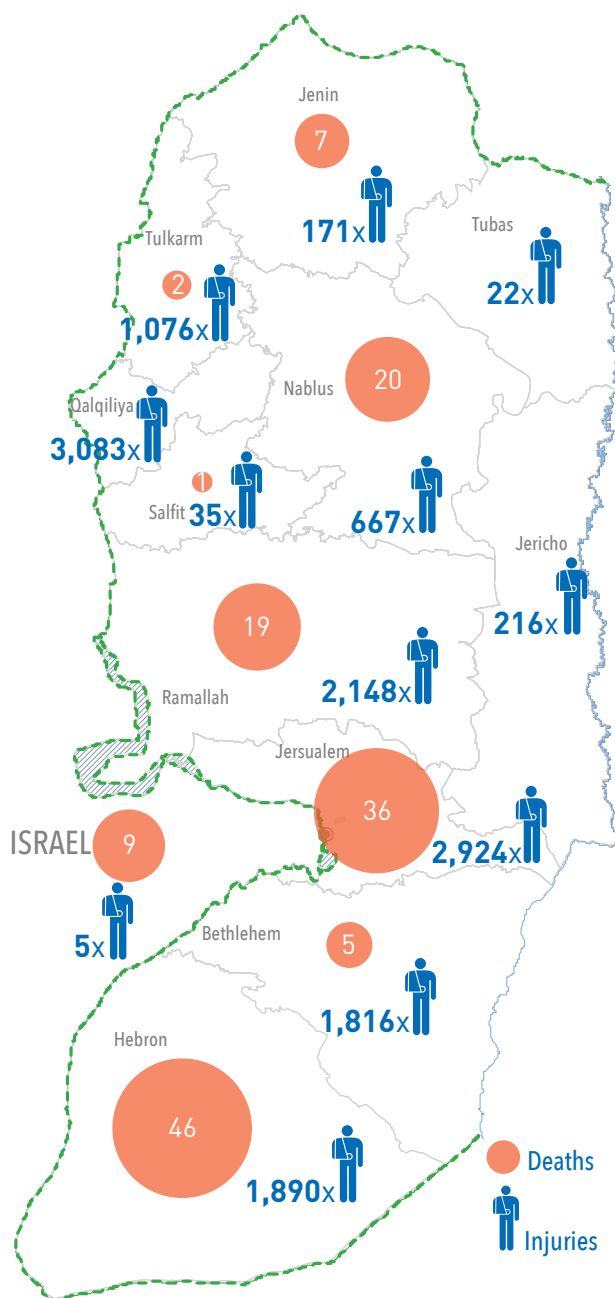 Jenin
7
171x
Tubas
22x
Tulkarm
2
1,076x
Nablus
20
667x
Qalqiliya
3,083x
1
Salfit 35x
Jericho
216x
19
2,148x
Ramallah
Jersualem
36
2,924x
ISRAEL 9
5x
Bethlehem
5
1,816x
Hebron
46
1,890x
Deaths
Injuries